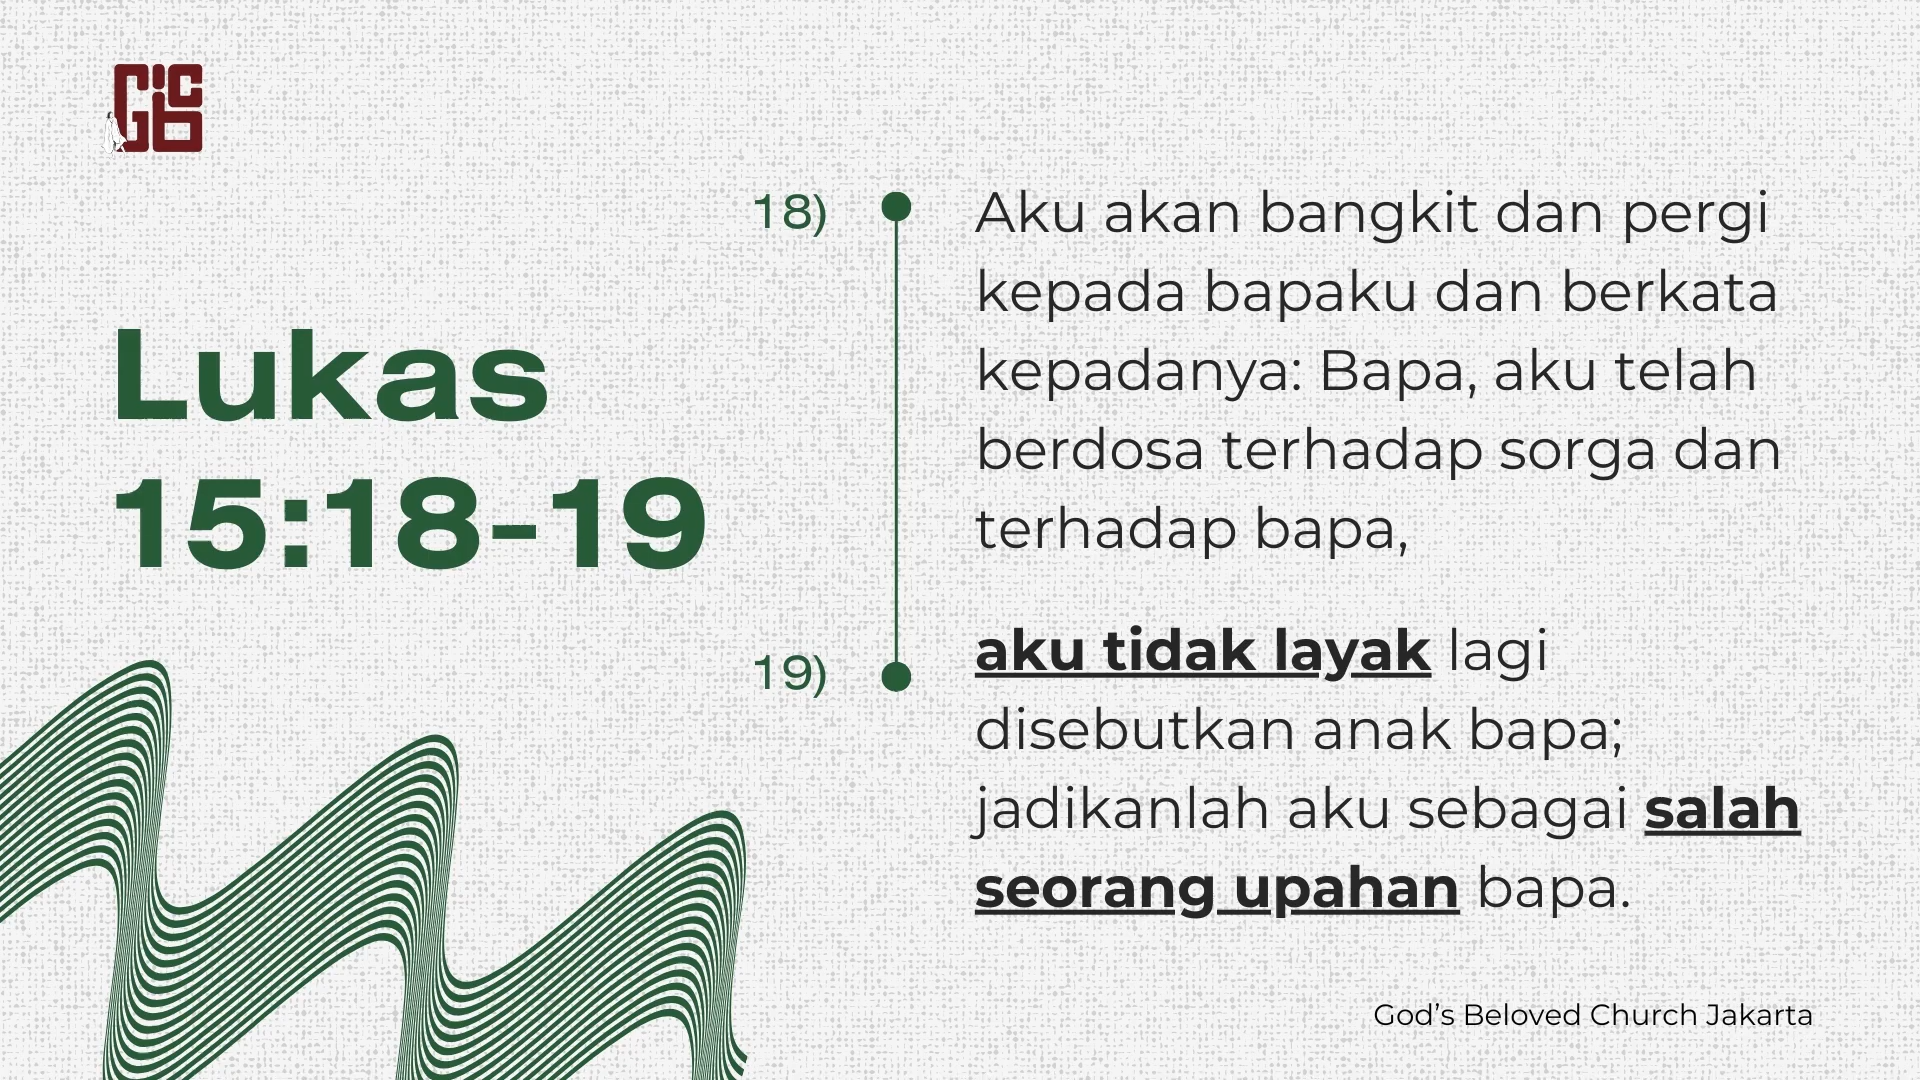 GBCJ
Lukas
15:18-19
18)
Aku akan bangkit dan pergi
kepada bapaku dan berkata
kepadanya: Bapa, aku telah
berdosa terhadap sorga dan
terhadap bapa,
19)
aku tidak layak lagi
disebutkan anak bapa;
jadikanlah aku sebagai salah
seorang upahan bapa.
God’s Beloved Church Jakarta